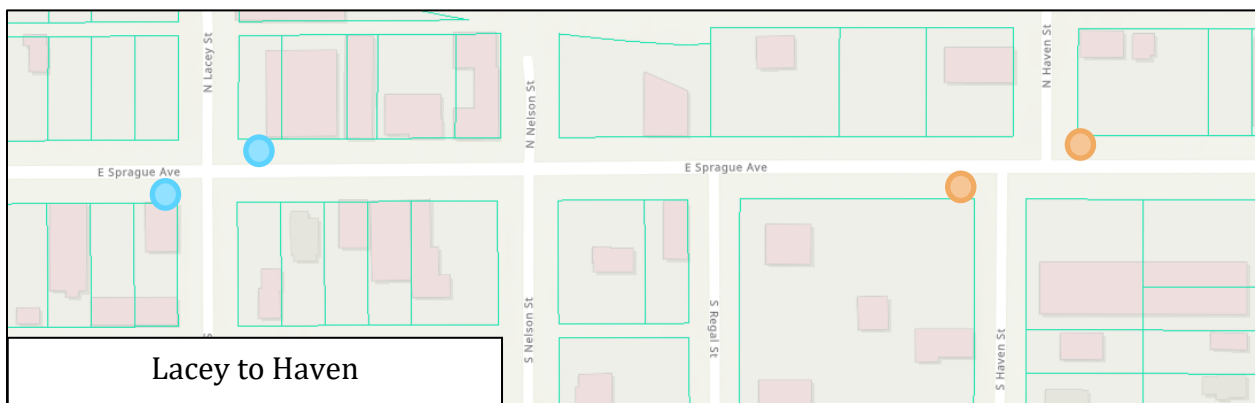 N Lacey St
N Nelson St
N Haven St
E Sprague Ave
E Sprague Ave
S
S Nelson St
S Regal St
S Haven St
Lacey to Haven